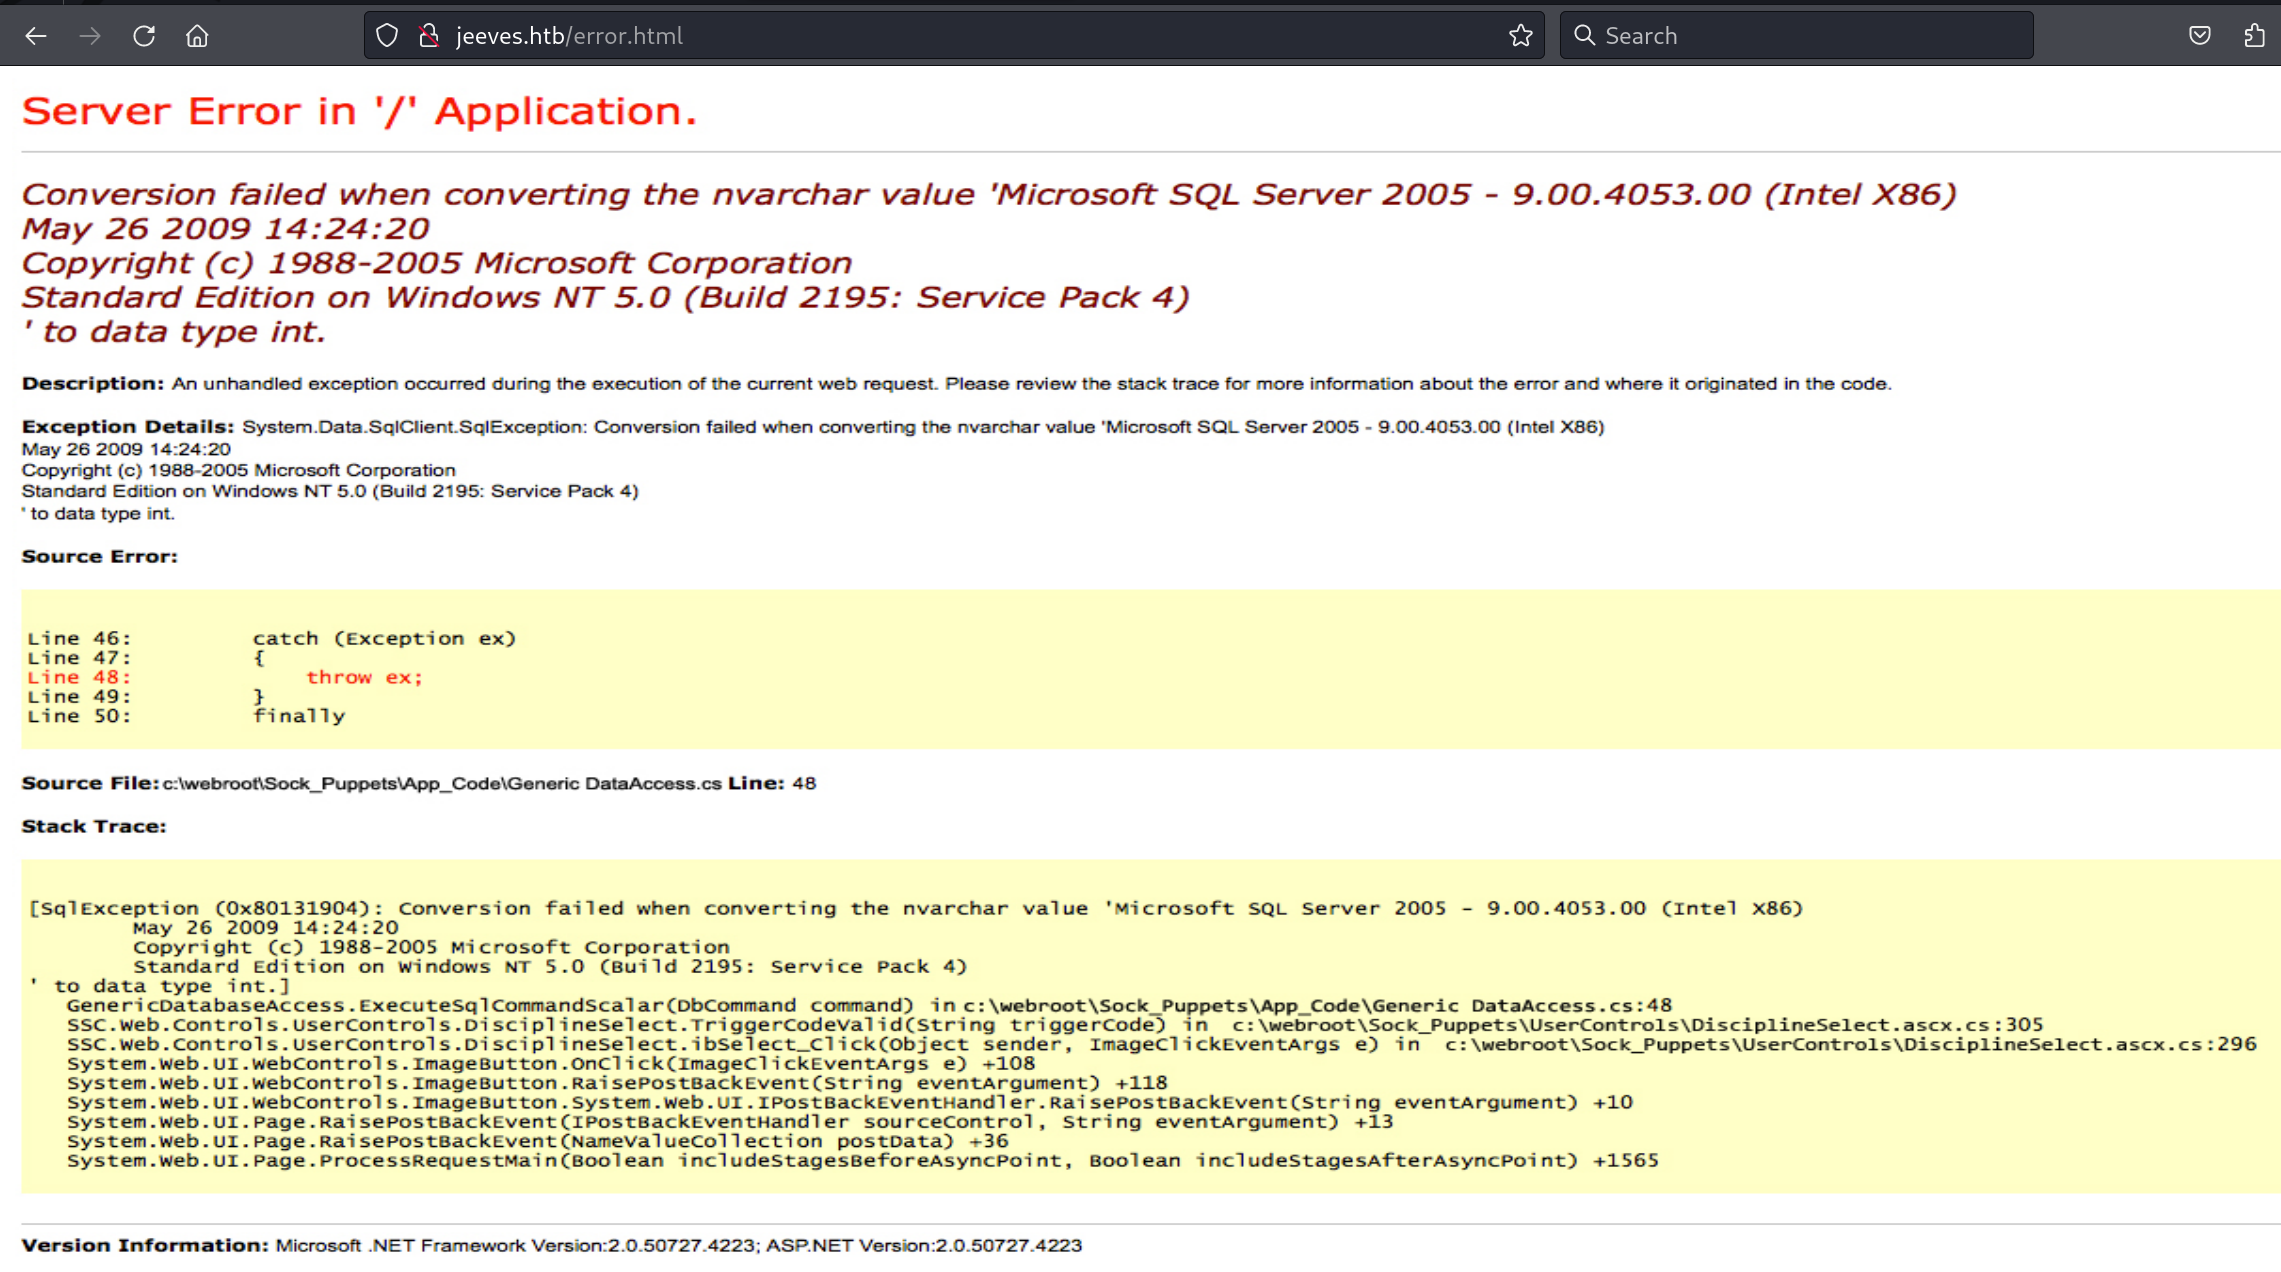 jeeves.htb/error.html
Search
Server Error in '/' Application.
Conversion failed when converting the nvarchar value 'Microsoft SQL Server 2005 - 9.00.4053.00 (Intel X86)
May 26 2009 14:24:20
Copyright (c) 1988-2005 Microsoft Corporation
Standard Edition on Windows NT 5.0 (Build 2195: Service Pack 4)
' to data type int.
Description: An unhandled exception occurred during the execution of the current web request. Please review the stack trace for more information about the error and where it originated in the code.
Exception Details: System.Data.SqlClient.SqlException: Conversion failed when converting the nvarchar value 'Microsoft SQL Server 2005 - 9.00.4053.00 (Intel X86)
May 26 2009 14:24:20
Copyright (c) 1988-2005 Microsoft Corporation
Standard Edition on Windows NT 5.0 (Build 2195: Service Pack 4)
' to data type int.
Source Error:
Line 46:         catch (Exception ex)
Line 47:         {
Line 48:             throw ex;
Line 49:         }
Line 50:         finally
Source File: c:\webroot\Sock_Puppets\App_Code\Generic DataAccess.cs Line: 48
Stack Trace:
[SqlException (0x80131904): Conversion failed when converting the nvarchar value 'Microsoft SQL Server 2005 - 9.00.4053.00 (Intel X86)
May 26 2009 14:24:20
Copyright (c) 1988-2005 Microsoft Corporation
Standard Edition on Windows NT 5.0 (Build 2195: Service Pack 4)
' to data type int.]
GenericDatabaseAccess.ExecuteSqlCommandScalar(DbCommand command) in c:\webroot\Sock_Puppets\App_Code\Generic DataAccess.cs:48
SSC.Web.Controls.UserControls.DisciplineSelect.TriggerCodeValid(String triggerCode) in c:\webroot\Sock_Puppets\UserControls\DisciplineSelect.ascx.cs:305
SSC.Web.Controls.UserControls.DisciplineSelect.ibSelect_Click(Object sender, ImageClickEventArgs e) in c:\webroot\Sock_Puppets\UserControls\DisciplineSelect.ascx.cs:296
System.Web.UI.WebControls.ImageButton.OnClick(ImageClickEventArgs e) +108
System.Web.UI.WebControls.ImageButton.RaisePostBackEvent(String eventArgument) +118
System.Web.UI.WebControls.ImageButton.System.Web.UI.IPostBackEventHandler.RaisePostBackEvent(String eventArgument) +10
System.Web.UI.Page.RaisePostBackEvent(IPostBackEventHandler sourceControl, String eventArgument) +13
System.Web.UI.Page.RaisePostBackEvent(NameValueCollection postData) +36
System.Web.UI.Page.ProcessRequestMain(Boolean includeStagesBeforeAsyncPoint, Boolean includeStagesAfterAsyncPoint) +1565
Version Information: Microsoft .NET Framework Version:2.0.50727.4223; ASP.NET Version:2.0.50727.4223